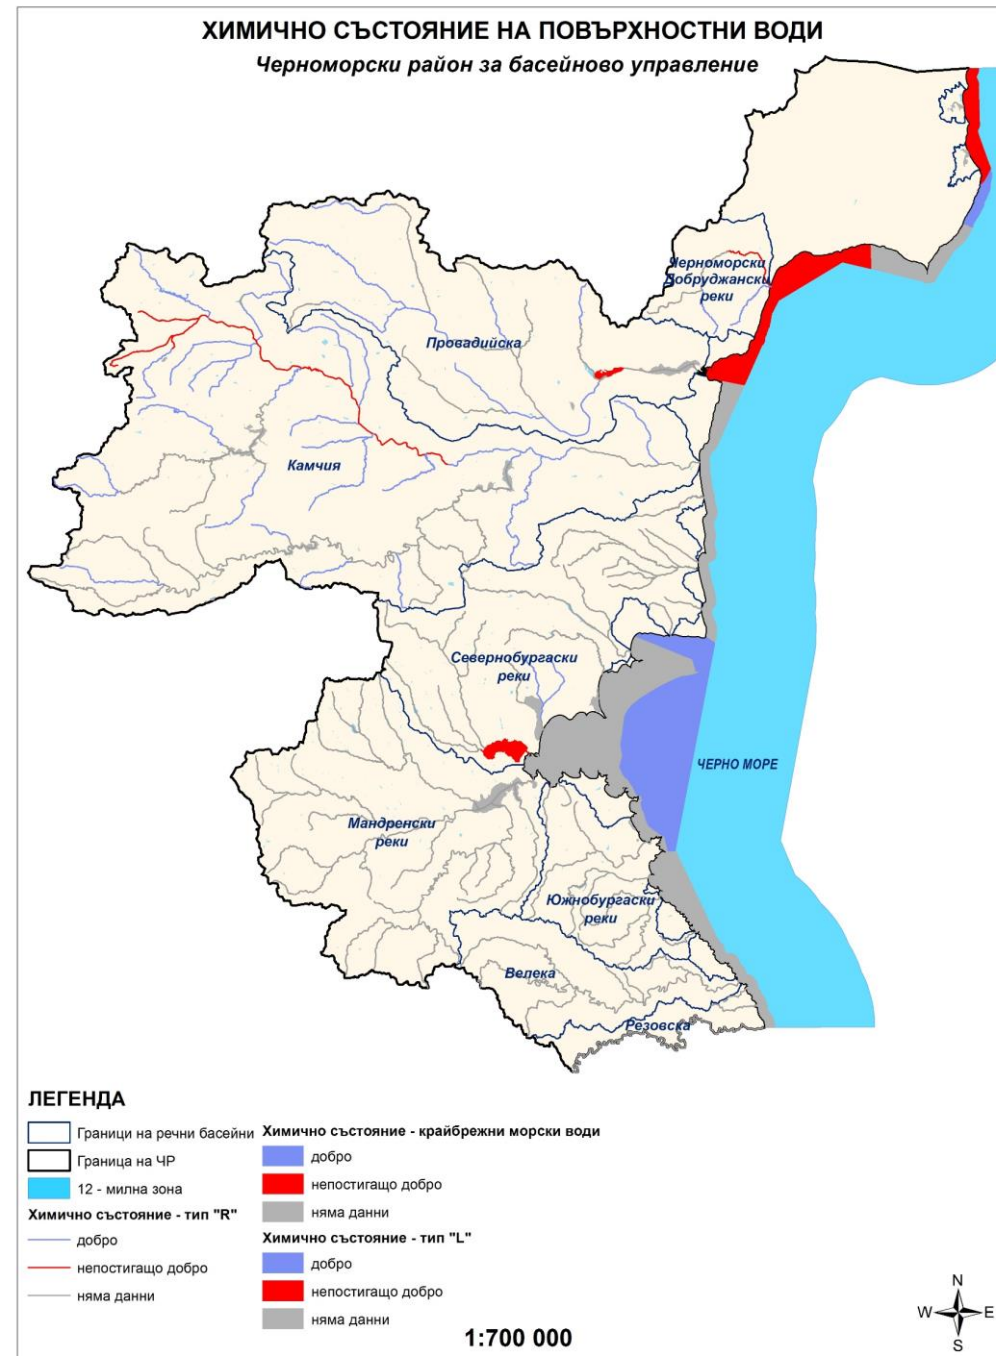 ХИМИЧНО СЪСТОЯНИЕ НА ПОВЪРХНОСТНИ ВОДИ
Черноморски район за басейново управление
Черноморски
Добруджански
реки
Провадийска
Камчия
Севернобургаски
реки
ЧЕРНО МОРЕ
Мандренски
реки
Южнобургаски
реки
Велека
Резовска
ЛЕГЕНДА
Граници на речни басейни
Граница на ЧР
12 - милна зона
Химично състояние - тип "R"
добро
непостигащо добро
няма данни
Химично състояние - крайбрежни морски води
добро
непостигащо добро
няма данни
Химично състояние - тип "L"
добро
непостигащо добро
няма данни
1:700 000
N
W E
S